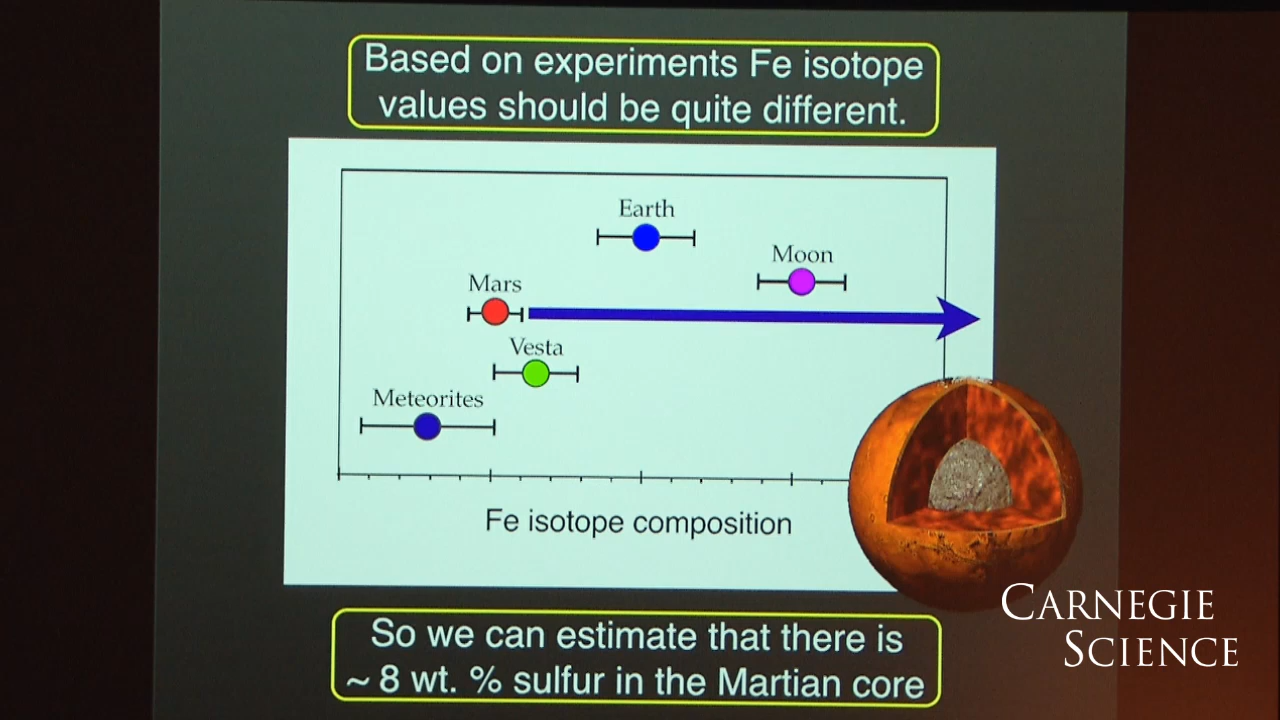 Based on experiments Fe isotope
values should be quite different.
Earth
Moon
Mars
Vesta
Meteorites
Fe isotope composition
So we can estimate that there is
~ 8 wt. % sulfur in the Martian core
CARNEGIE
SCIENCE